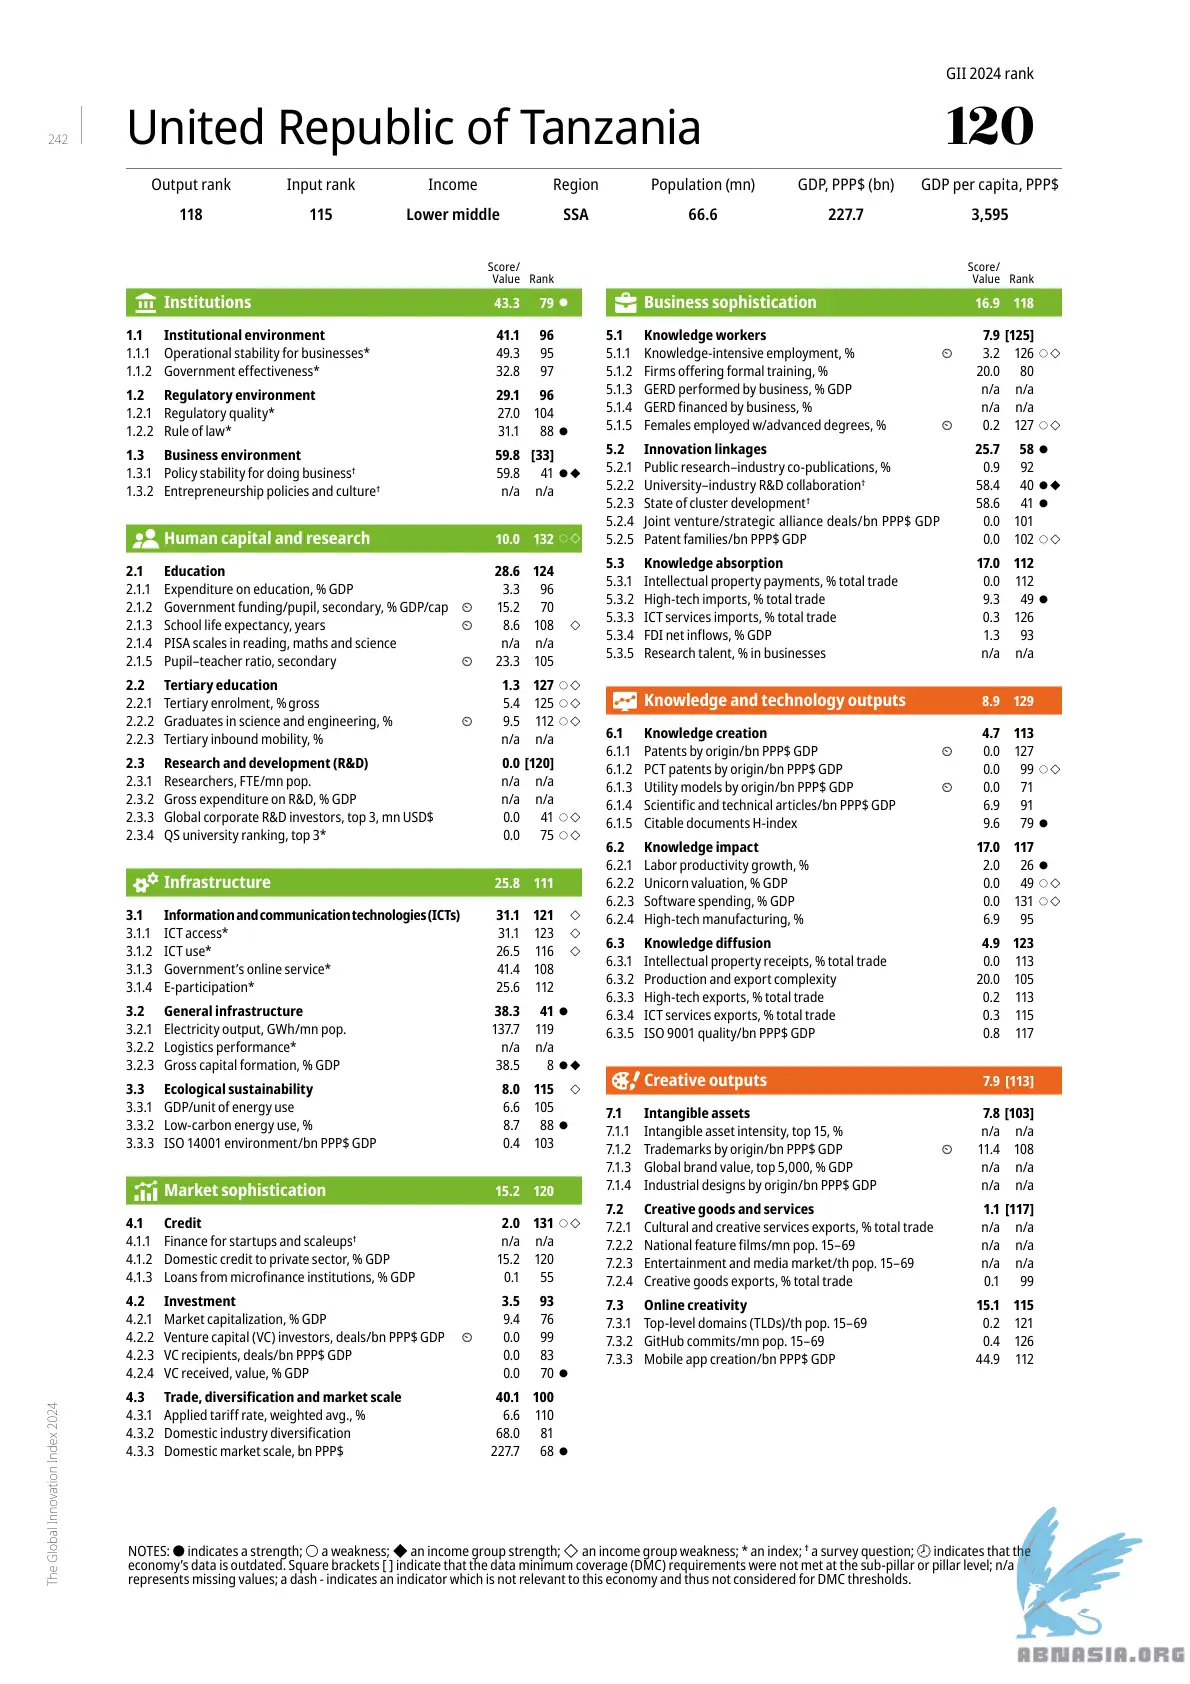 GII 2024 rank
242
United Republic of Tanzania
120
Output rank Input rank Income Region Population (mn) GDP, PPP$ (bn) GDP per capita, PPP$
118 115 Lower middle SSA 66.6 227.7 3,595
Score/
Value Rank
Institutions 43.3 79 ●
1.1 Institutional environment 41.1 96
1.1.1 Operational stability for businesses* 49.3 95
1.1.2 Government effectiveness* 32.8 97
1.2 Regulatory environment 29.1 96
1.2.1 Regulatory quality* 27.0 104
1.2.2 Rule of law* 31.1 88 ●
1.3 Business environment 59.8 [33]
1.3.1 Policy stability for doing business† 59.8 41 ●◆
1.3.2 Entrepreneurship policies and culture† n/a n/a
Human capital and research 10.0 132 ○◇
2.1 Education 28.6 124
2.1.1 Expenditure on education, % GDP 3.3 96
2.1.2 Government funding/pupil, secondary, % GDP/cap 15.2 70
2.1.3 School life expectancy, years 8.6 108 ◇
2.1.4 PISA scales in reading, maths and science n/a n/a
2.1.5 Pupil–teacher ratio, secondary 23.3 105
2.2 Tertiary education 1.3 127 ○◇
2.2.1 Tertiary enrolment, % gross 5.4 125 ○◇
2.2.2 Graduates in science and engineering, % 9.5 112 ○◇
2.2.3 Tertiary inbound mobility, % n/a n/a
2.3 Research and development (R&D) 0.0 [120]
2.3.1 Researchers, FTE/mn pop. n/a n/a
2.3.2 Gross expenditure on R&D, % GDP n/a n/a
2.3.3 Global corporate R&D investors, top 3, mn USD$ 0.0 41 ○◇
2.3.4 QS university ranking, top 3* 0.0 75 ○◇
Infrastructure 25.8 111
3.1 Information and communication technologies (ICTs) 31.1 121 ◇
3.1.1 ICT access* 31.1 123 ◇
3.1.2 ICT use* 26.5 116 ◇
3.1.3 Government's online service* 41.4 108
3.1.4 E-participation* 25.6 112
3.2 General infrastructure 38.3 41 ●
3.2.1 Electricity output, GWh/mn pop. 137.7 119
3.2.2 Logistics performance* n/a n/a
3.2.3 Gross capital formation, % GDP 38.5 8 ●◆
3.3 Ecological sustainability 8.0 115 ◇
3.3.1 GDP/unit of energy use 6.6 105
3.3.2 Low-carbon energy use, % 8.7 88 ●
3.3.3 ISO 14001 environment/bn PPP$ GDP 0.4 103
Market sophistication 15.2 120
4.1 Credit 2.0 131 ○◇
4.1.1 Finance for startups and scaleups† n/a n/a
4.1.2 Domestic credit to private sector, % GDP 15.2 120
4.1.3 Loans from microfinance institutions, % GDP 0.1 55
4.2 Investment 3.5 93
4.2.1 Market capitalization, % GDP 9.4 76
4.2.2 Venture capital (VC) investors, deals/bn PPP$ GDP 0.0 99
4.2.3 VC recipients, deals/bn PPP$ GDP 0.0 83
4.2.4 VC received, value, % GDP 0.0 70 ●
4.3 Trade, diversification and market scale 40.1 100
4.3.1 Applied tariff rate, weighted avg., % 6.6 110
4.3.2 Domestic industry diversification 68.0 81
4.3.3 Domestic market scale, bn PPP$ 227.7 68 ●
Score/
Value Rank
Business sophistication 16.9 118
5.1 Knowledge workers 7.9 [125]
5.1.1 Knowledge-intensive employment, % 3.2 126 ○◇
5.1.2 Firms offering formal training, % 20.0 80
5.1.3 GERD performed by business, % GDP n/a n/a
5.1.4 GERD financed by business, % n/a n/a
5.1.5 Females employed w/advanced degrees, % 0.2 127 ○◇
5.2 Innovation linkages 25.7 58 ●
5.2.1 Public research–industry co-publications, % 0.9 92
5.2.2 University–industry R&D collaboration† 58.4 40 ●◆
5.2.3 State of cluster development† 58.6 41 ●
5.2.4 Joint venture/strategic alliance deals/bn PPP$ GDP 0.0 101
5.2.5 Patent families/bn PPP$ GDP 0.0 102 ○◇
5.3 Knowledge absorption 17.0 112
5.3.1 Intellectual property payments, % total trade 0.0 112
5.3.2 High-tech imports, % total trade 9.3 49 ●
5.3.3 ICT services imports, % total trade 0.3 126
5.3.4 FDI net inflows, % GDP 1.3 93
5.3.5 Research talent, % in businesses n/a n/a
Knowledge and technology outputs 8.9 129
6.1 Knowledge creation 4.7 113
6.1.1 Patents by origin/bn PPP$ GDP 0.0 127
6.1.2 PCT patents by origin/bn PPP$ GDP 0.0 99 ○◇
6.1.3 Utility models by origin/bn PPP$ GDP 0.0 71
6.1.4 Scientific and technical articles/bn PPP$ GDP 6.9 91
6.1.5 Citable documents H-index 9.6 79 ●
6.2 Knowledge impact 17.0 117
6.2.1 Labor productivity growth, % 2.0 26 ●
6.2.2 Unicorn valuation, % GDP 0.0 49 ○◇
6.2.3 Software spending, % GDP 0.0 131 ○◇
6.2.4 High-tech manufacturing, % 6.9 95
6.3 Knowledge diffusion 4.9 123
6.3.1 Intellectual property receipts, % total trade 0.0 113
6.3.2 Production and export complexity 20.0 105
6.3.3 High-tech exports, % total trade 0.2 113
6.3.4 ICT services exports, % total trade 0.3 115
6.3.5 ISO 9001 quality/bn PPP$ GDP 0.8 117
Creative outputs 7.9 [113]
7.1 Intangible assets 7.8 [103]
7.1.1 Intangible asset intensity, top 15, % n/a n/a
7.1.2 Trademarks by origin/bn PPP$ GDP 11.4 108
7.1.3 Global brand value, top 5,000, % GDP n/a n/a
7.1.4 Industrial designs by origin/bn PPP$ GDP n/a n/a
7.2 Creative goods and services 1.1 [117]
7.2.1 Cultural and creative services exports, % total trade n/a n/a
7.2.2 National feature films/mn pop. 15–69 n/a n/a
7.2.3 Entertainment and media market/th pop. 15–69 n/a n/a
7.2.4 Creative goods exports, % total trade 0.1 99
7.3 Online creativity 15.1 115
7.3.1 Top-level domains (TLDs)/th pop. 15–69 0.2 121
7.3.2 GitHub commits/mn pop. 15–69 0.4 126
7.3.3 Mobile app creation/bn PPP$ GDP 44.9 112
The Global Innovation Index 2024
NOTES: ● indicates a strength; ○ a weakness; ◆ an income group strength; ◇ an income group weakness; * an index; † a survey question; 🕘 indicates that the
economy's data is outdated. Square brackets [ ] indicate that the data minimum coverage (DMC) requirements were not met at the sub-pillar or pillar level; n/a
represents missing values; a dash - indicates an indicator which is not relevant to this economy and thus not considered for DMC thresholds.
ABNASIA.ORG